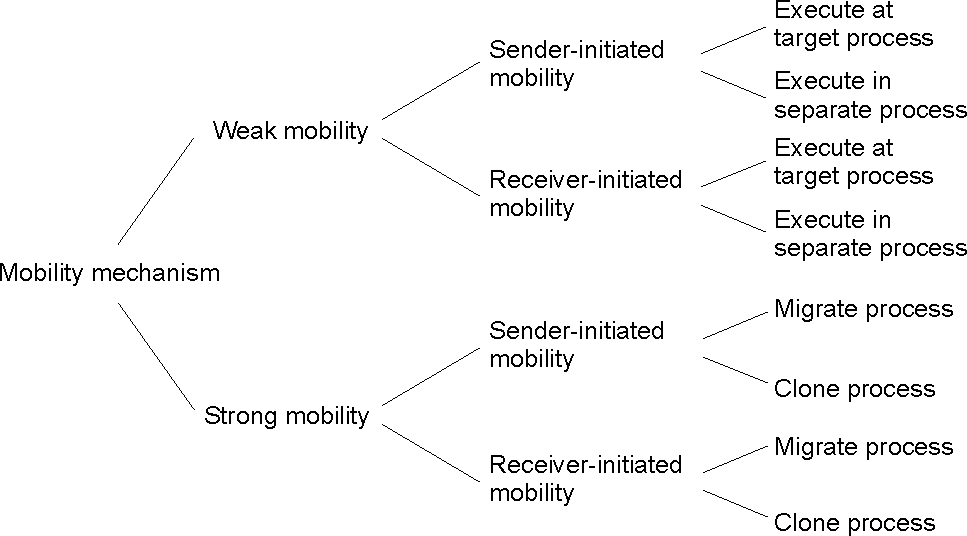 Execute at
target process
Sender-initiated
mobility
Execute in
separate process
Weak mobility
Execute at
target process
Receiver-initiated
mobility
Execute in
separate process
Mobility mechanism
Migrate process
Sender-initiated
mobility
Clone process
Strong mobility
Migrate process
Receiver-initiated
mobility
Clone process